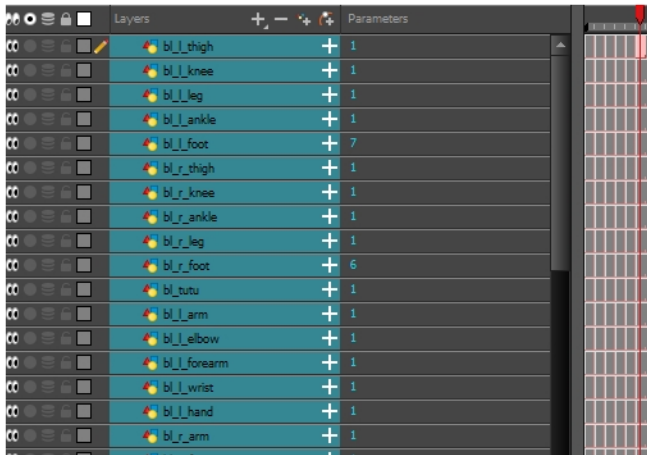 Layers Parameters
bl_l_thigh 1
bl_l_knee 1
bl_l_leg 1
bl_l_ankle 1
bl_l_foot 7
bl_r_thigh 1
bl_r_knee 1
bl_r_ankle 1
bl_r_leg 1
bl_r_foot 6
bl_tutu 1
bl_l_arm 1
bl_l_elbow 1
bl_l_forearm 1
bl_l_wrist 1
bl_l_hand 1
bl_r_arm 1